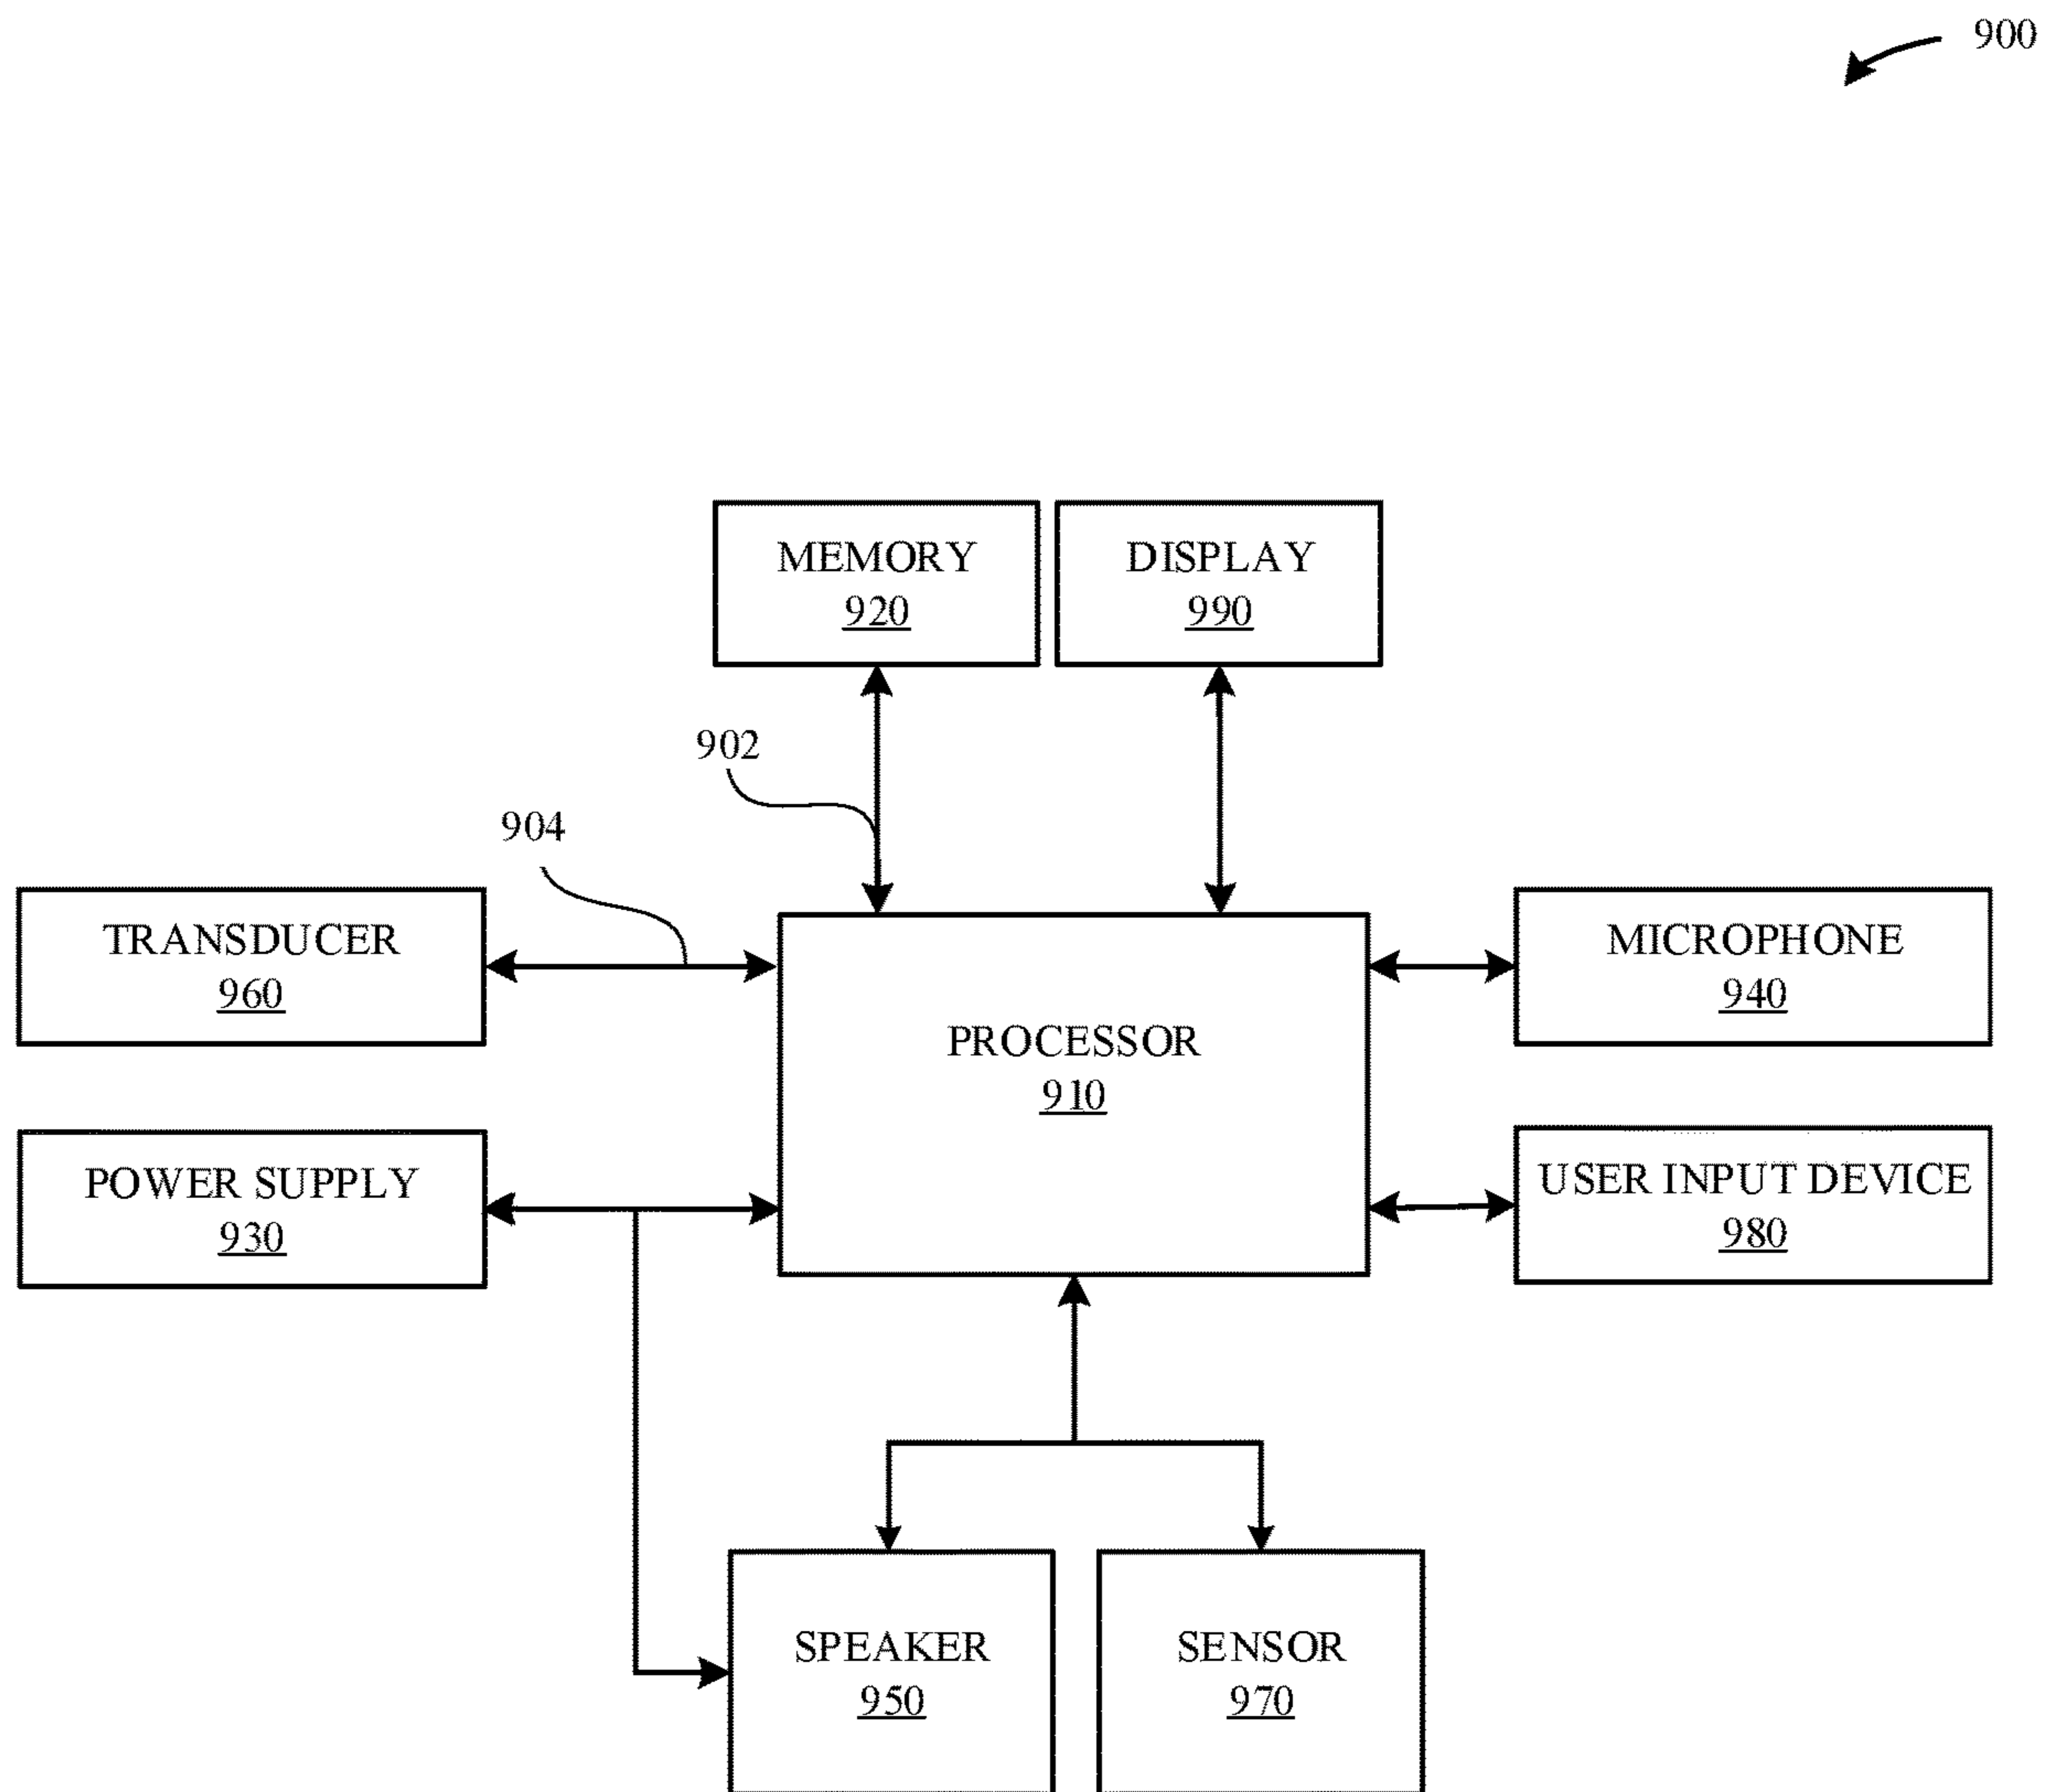 900
MEMORY
920
DISPLAY
990
902
904
TRANSDUCER
960
MICROPHONE
940
PROCESSOR
910
POWER SUPPLY
930
USER INPUT DEVICE
980
SPEAKER
950
SENSOR
970